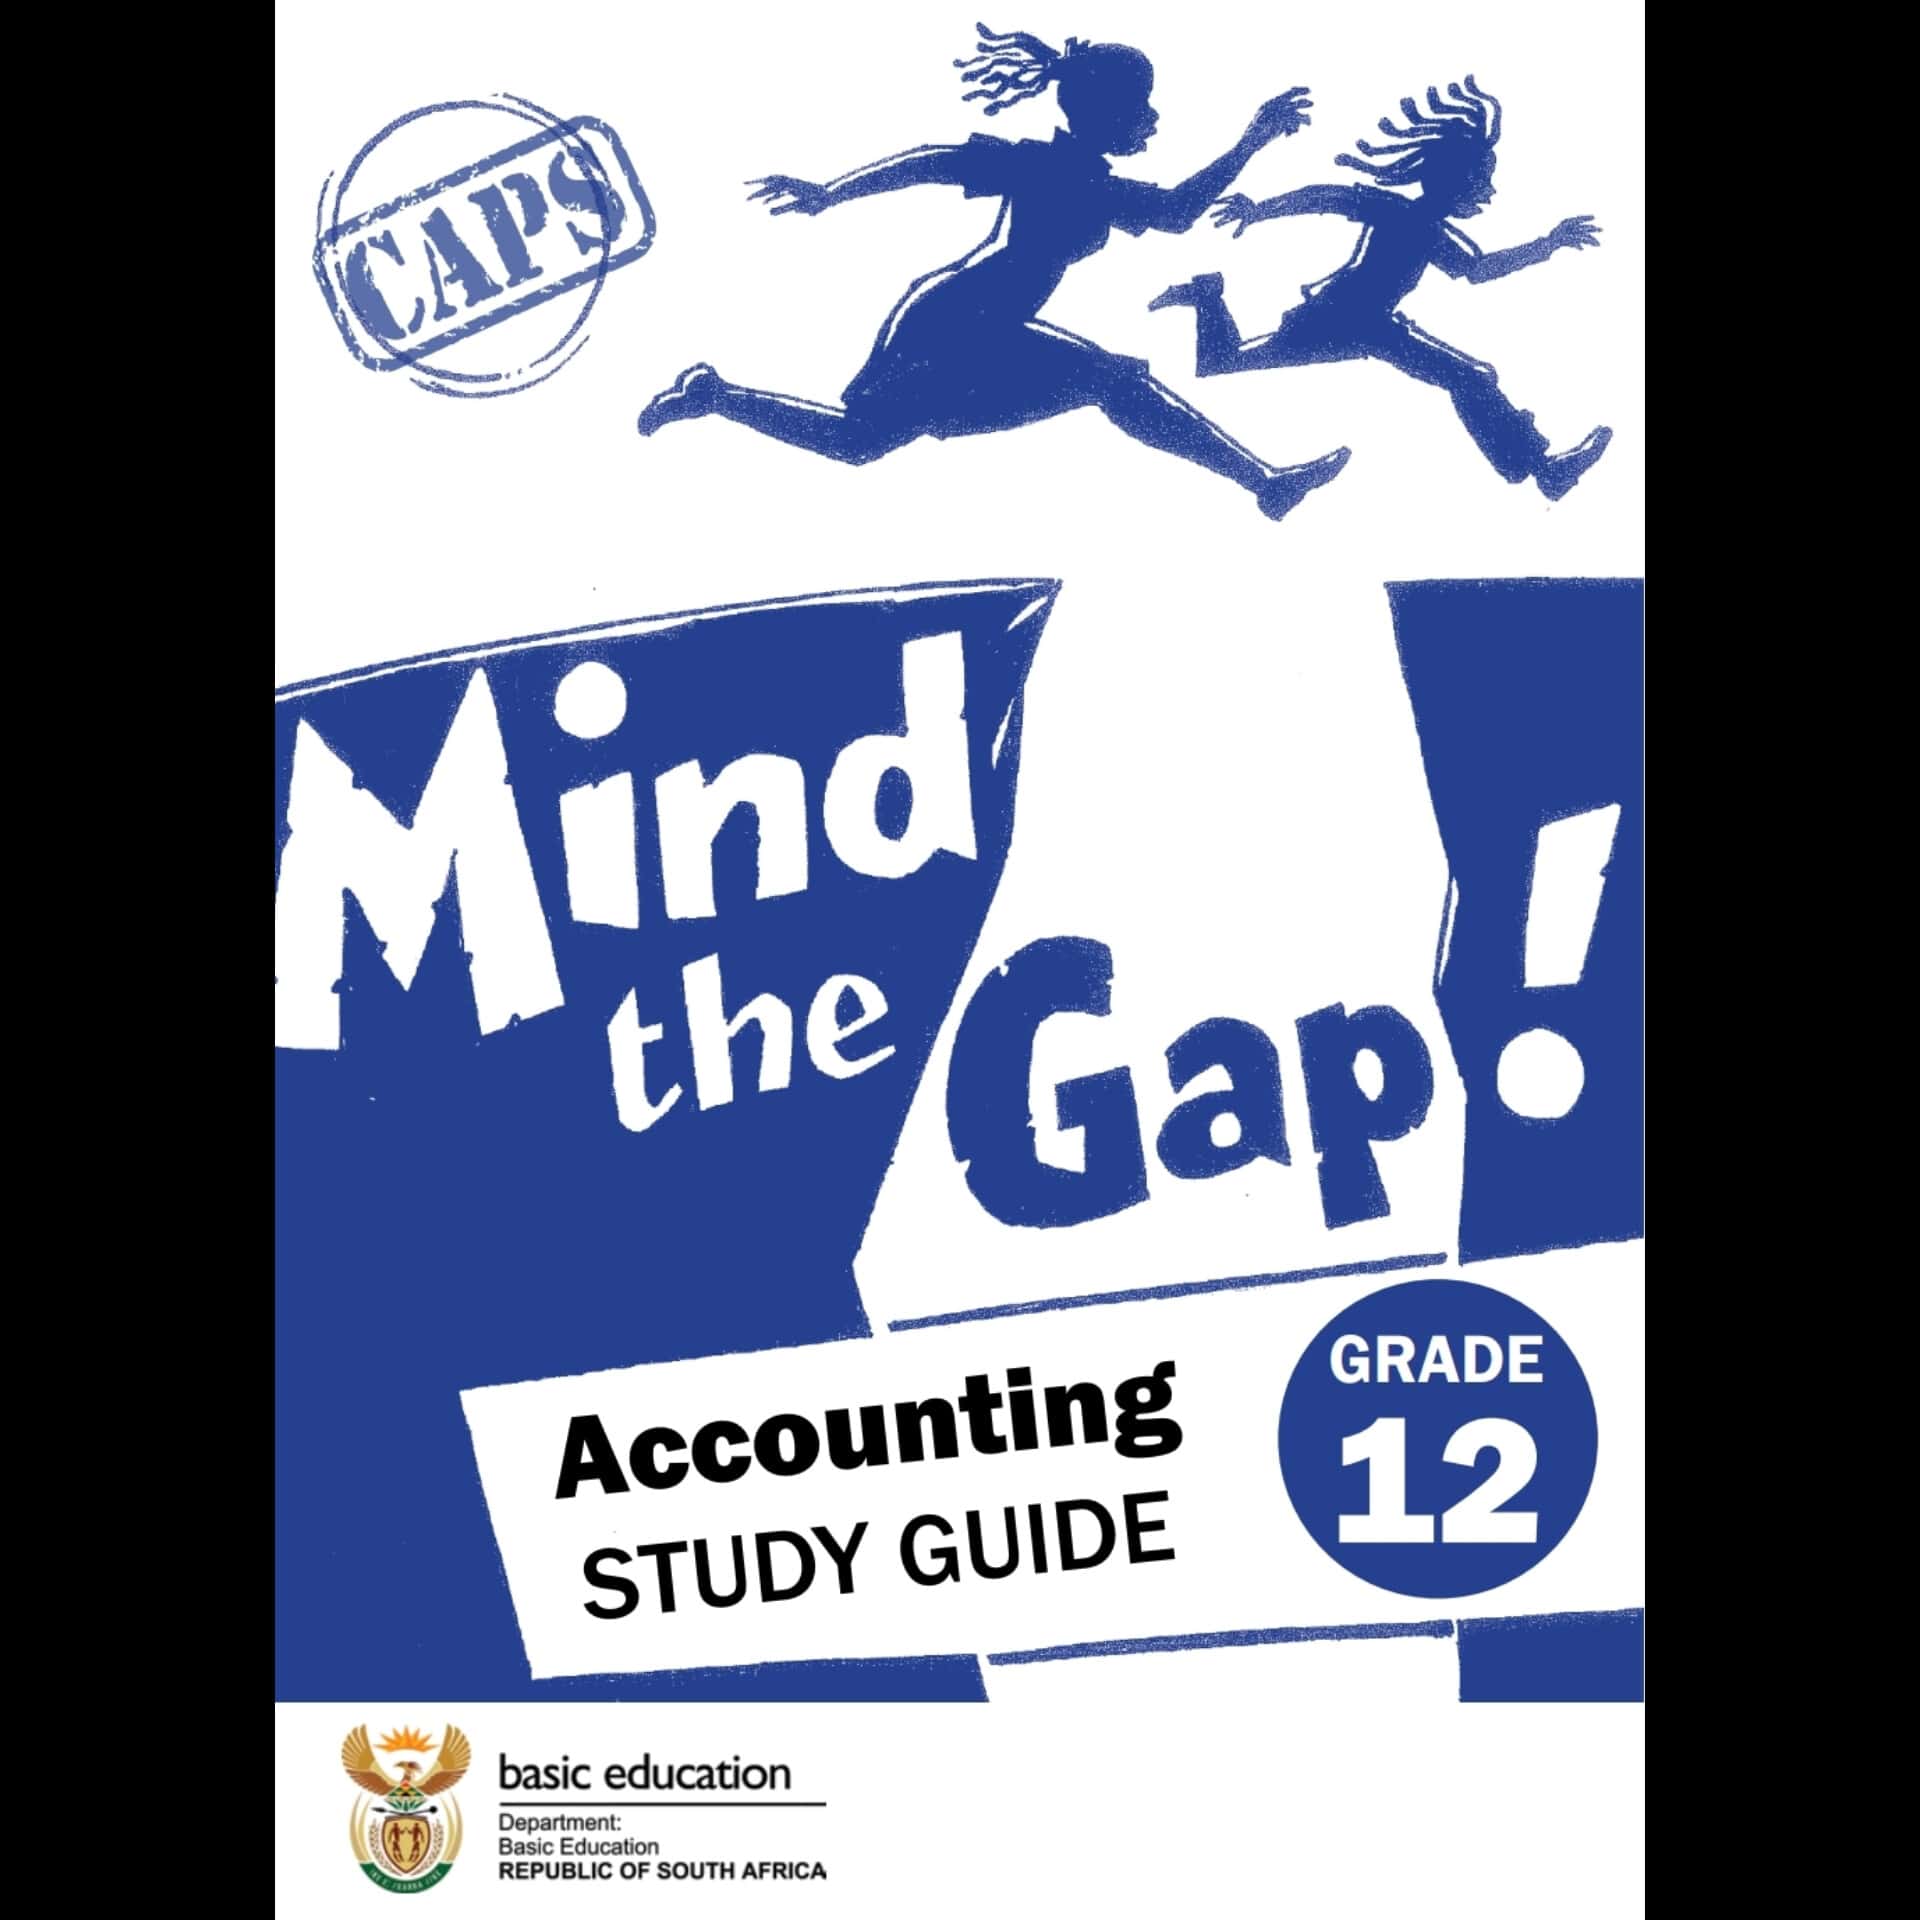 CAPS
Mind
the Gap!
Accounting
STUDY GUIDE
GRADE
12
basic education
Department:
Basic Education
REPUBLIC OF SOUTH AFRICA